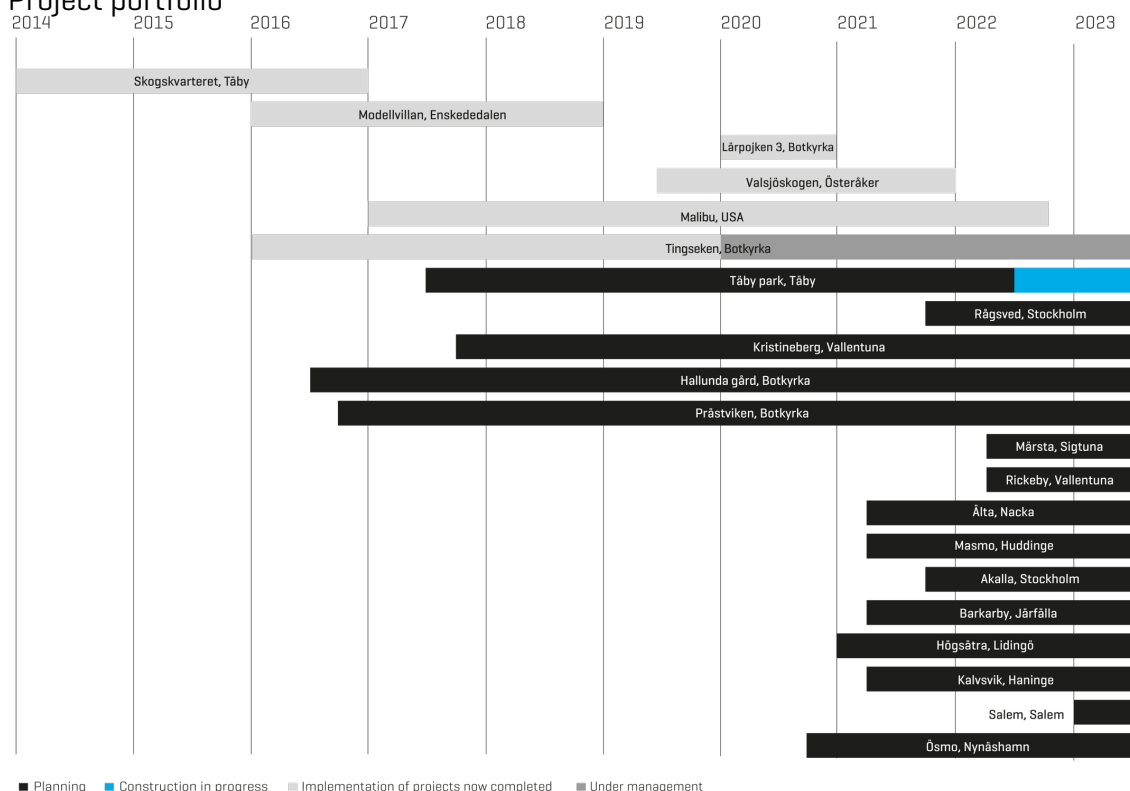 Project portfolio
2014 2015 2016 2017 2018 2019 2020 2021 2022 2023
Skogskvarteret, Täby
Modellvillan, Enskededalen
Lärpojken 3, Botkyrka
Valsjöskogen, Österåker
Malibu, USA
Tingseken, Botkyrka
Täby park, Täby
Rågsved, Stockholm
Kristineberg, Vallentuna
Hallunda gård, Botkyrka
Prästviken, Botkyrka
Märsta, Sigtuna
Rickeby, Vallentuna
Älta, Nacka
Masmo, Huddinge
Akalla, Stockholm
Barkarby, Järfälla
Högsätra, Lidingö
Kalvsvik, Haninge
Salem, Salem
Ösmo, Nynäshamn
Planning Construction in progress Implementation of projects now completed Under management